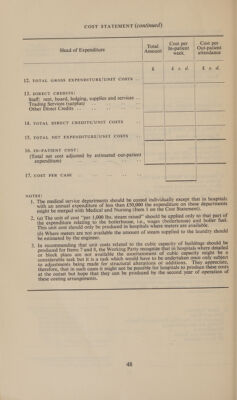 COST STATEMENT (continued)
Head of Expenditure
Total Amount
Cost per In-patient week
Cost per Out-patient attendance
£
£ s. d.
£ s. d.
12. TOTAL GROSS EXPENDITURE/UNIT COSTS ..
13. DIRECT CREDITS:
Staff: rent, board, lodging, supplies and services ..
Trading Services (surplus) .. .. ..
Other Direct Credits .. .. .. ..
14. TOTAL DIRECT CREDITS/UNIT COSTS ..
15. TOTAL NET EXPENDITURE/UNIT COSTS ..
16. IN-PATIENT COST:
(Total net cost adjusted by estimated out-patient
expenditure)
17. COST PER CASE .. .. .. ..
NOTES:
1. The medical service departments should be costed individually except that in hospitals
with an annual expenditure of less than £50,000 the expenditure on these departments
might be merged with Medical and Nursing (Item 1 on the Cost Statement).
2. (a) The unit of cost "per 1,000 lbs. steam raised" should be applied only to that part of
the expenditure relating to the boilerhouse, i.e., wages (boilerhouse) and boiler fuel.
This unit cost should only be produced in hospitals where meters are available.
(b) Where meters are not available the amount of steam supplied to the laundry should
be estimated by the engineer.
3. In recommending that unit costs related to the cubic capacity of buildings should be
produced for Items 7 and 8, the Working Party recognise that in hospitals where detailed
or block plans are not available the ascertainment of cubic capacity might be a
considerable task but it is a task which would have to be undertaken once only subject
to adjustments being made for structural alterations or additions. They appreciate,
therefore, that in such cases it might not be possible for hospitals to produce these costs
at the outset but hope that they can be produced by the second year of operation of
these costing arrangements.
48